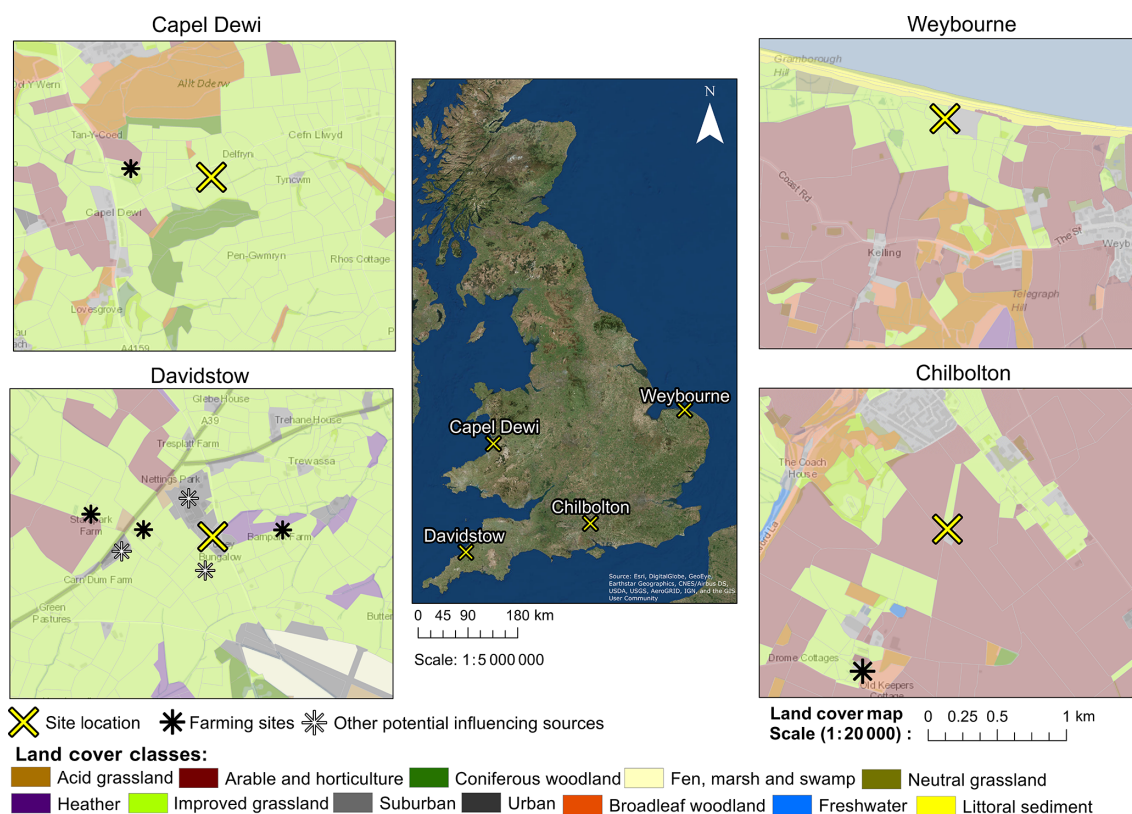 Capel Dewi
Weybourne
Allt Dderw
Tan-Y-Coed
Cefn Llwyd
Delfryn
Tyncwm
Capel Dewi
Pen-Gwmryn
Rhos Cottage
Lovesgrove
A4159
Gramborough
Hill
Coast Rd
Kelling
The St
Telegraph
Hill
N
Weybourne
Capel Dewi
Chilbolton
Davidstow
Source: Esri, DigitalGlobe, GeoEye,
Earthstar Geographics, CNES/Airbus DS,
USDA, USGS, AeroGRID, IGN, and the GIS
User Community
0 45 90 180 km
Scale: 1:5 000 000
Davidstow
Chilbolton
Glebe House
A39
Trehane House
Tresplatt Farm
Trewassa
Nettings Park
Farm
Bungalow
Carn Dum Farm
Green
Pastures
The Coach
House
Drome Cottages
Old Keepers
Cottage
Site location
Farming sites
Other potential influencing sources
Land cover map
Scale (1:20 000) :
0 0.25 0.5 1 km
Land cover classes:
Acid grassland
Arable and horticulture
Coniferous woodland
Fen, marsh and swamp
Neutral grassland
Heather
Improved grassland
Suburban
Urban
Broadleaf woodland
Freshwater
Littoral sediment